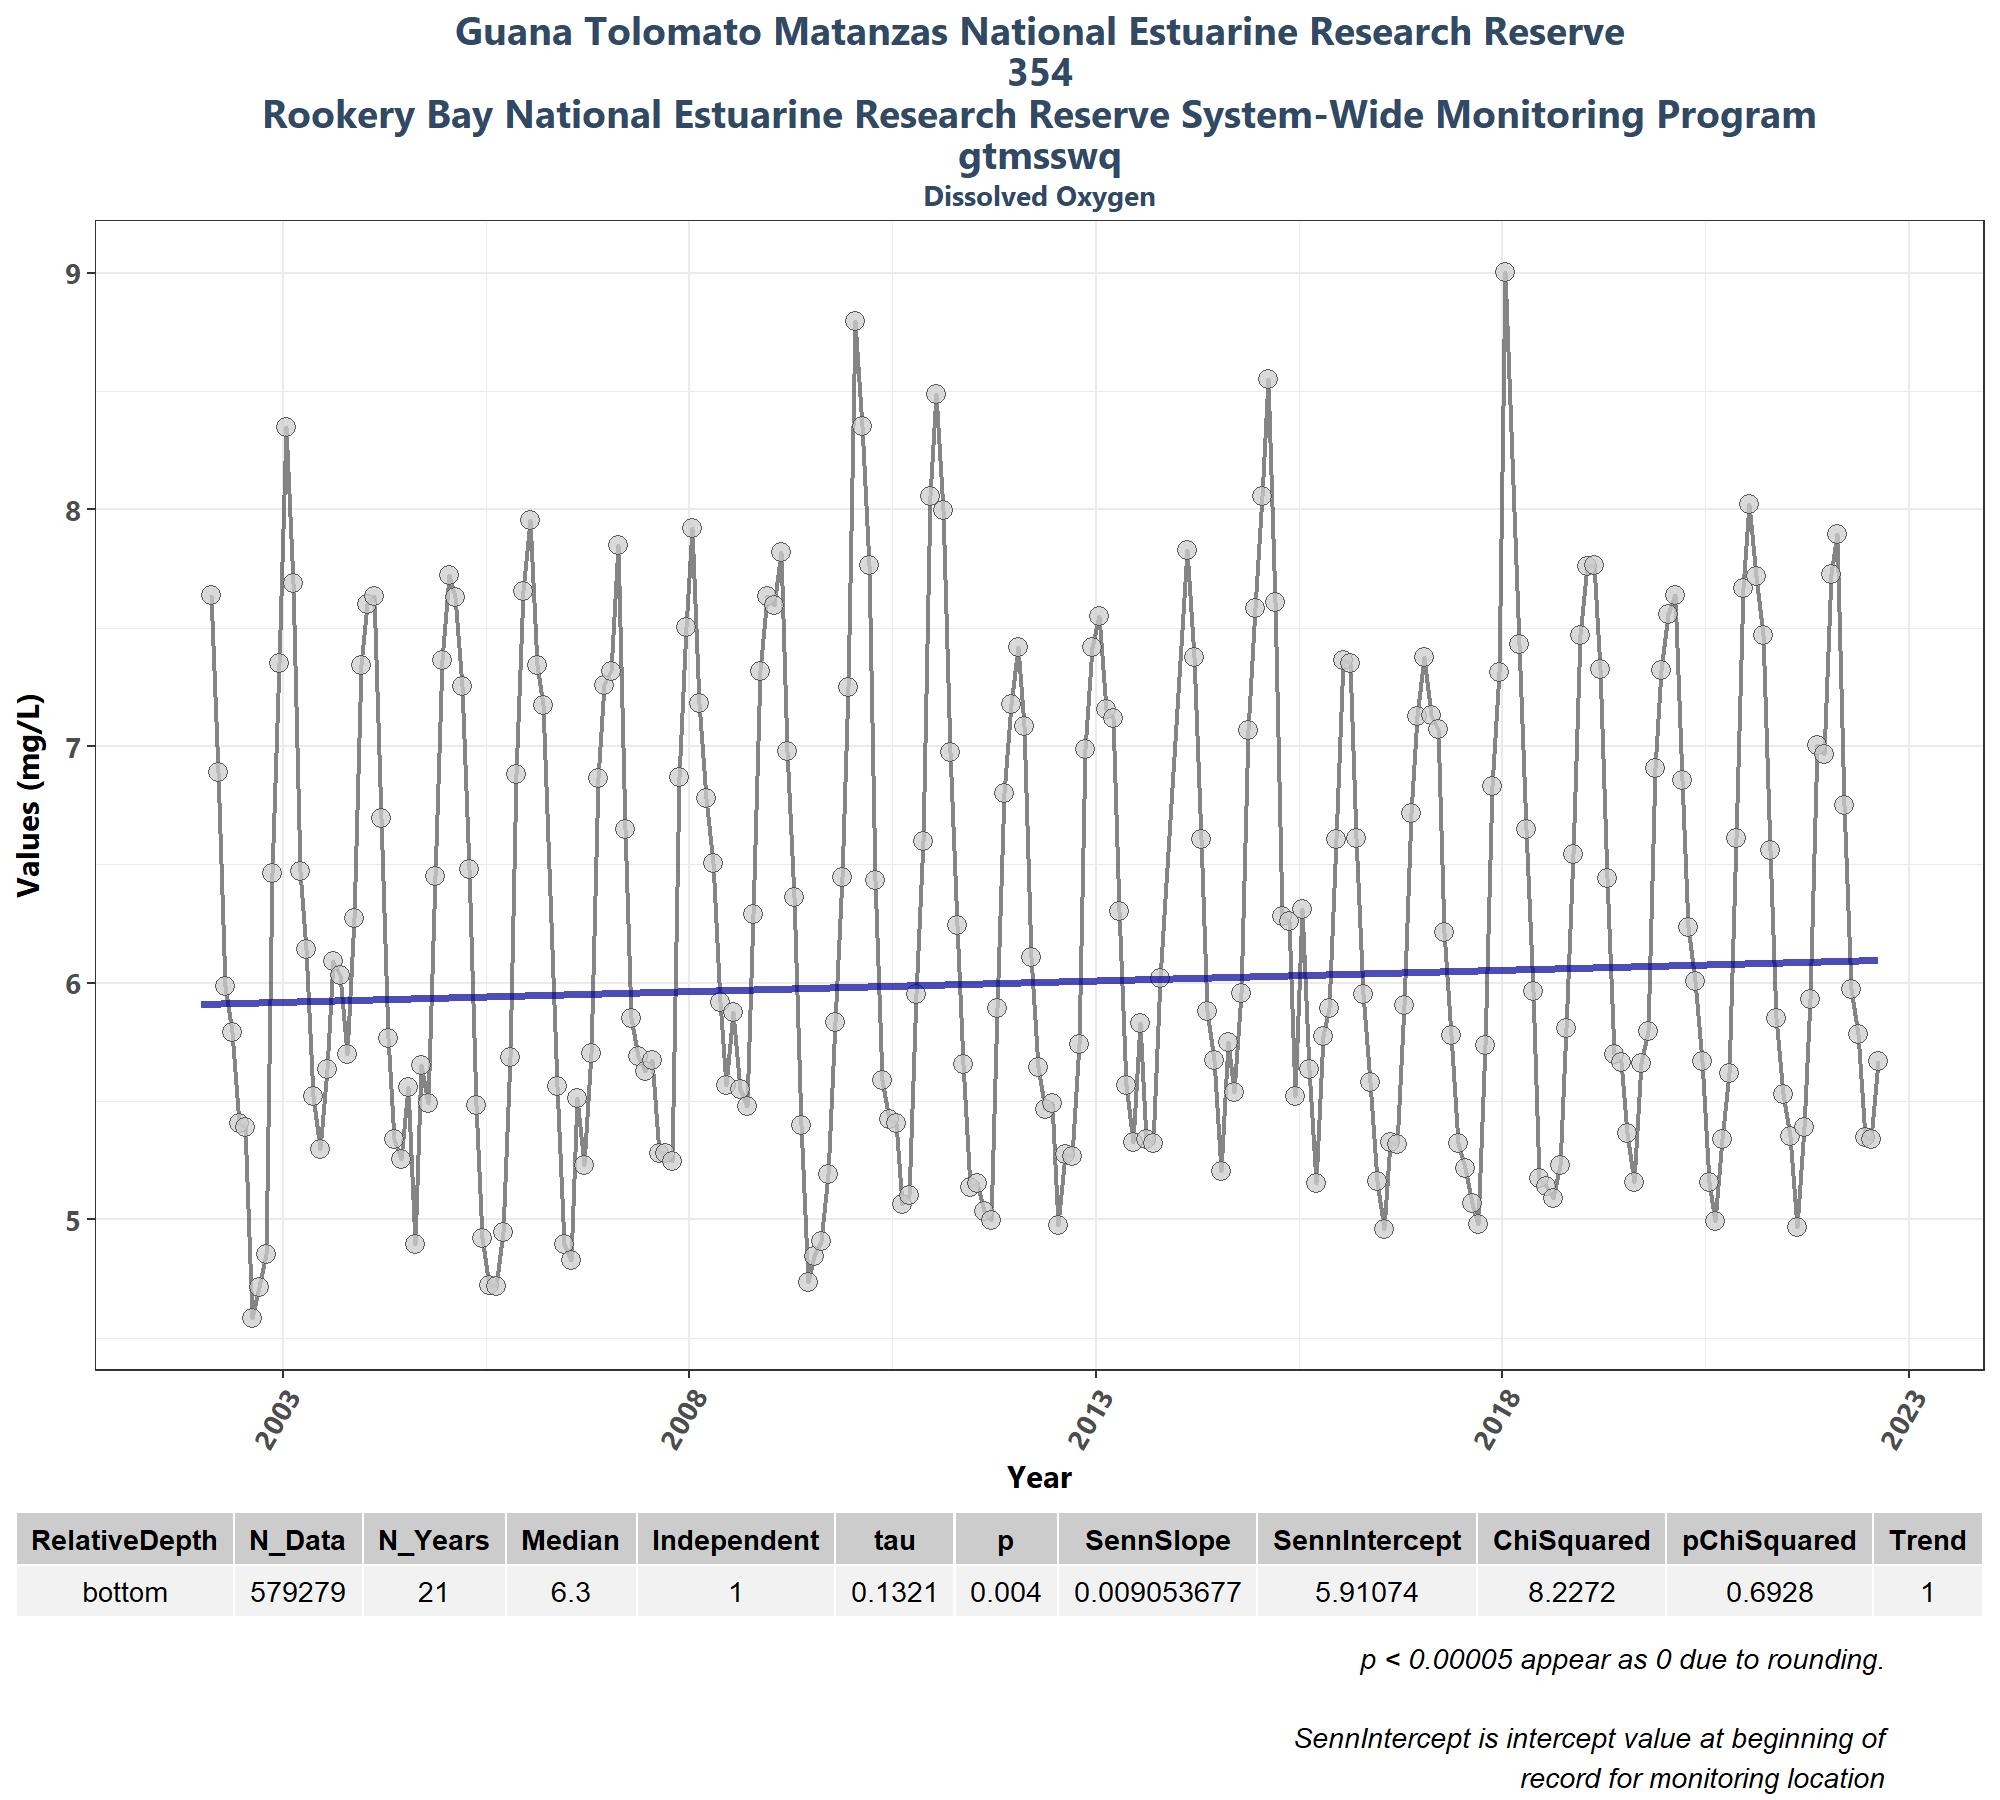 Guana Tolomato Matanzas National Estuarine Research Reserve
354
Rookery Bay National Estuarine Research Reserve System-Wide Monitoring Program
gtmsswq
Dissolved Oxygen
9
8
7
6
5
Values (mg/L)
2003 2008 2013 2018 2023
Year
RelativeDepth N_Data N_Years Median Independent tau p SennSlope SennIntercept ChiSquared pChiSquared Trend
bottom 579279 21 6.3 1 0.1321 0.004 0.009053677 5.91074 8.2272 0.6928 1
p < 0.00005 appear as 0 due to rounding.
SennIntercept is intercept value at beginning of
record for monitoring location